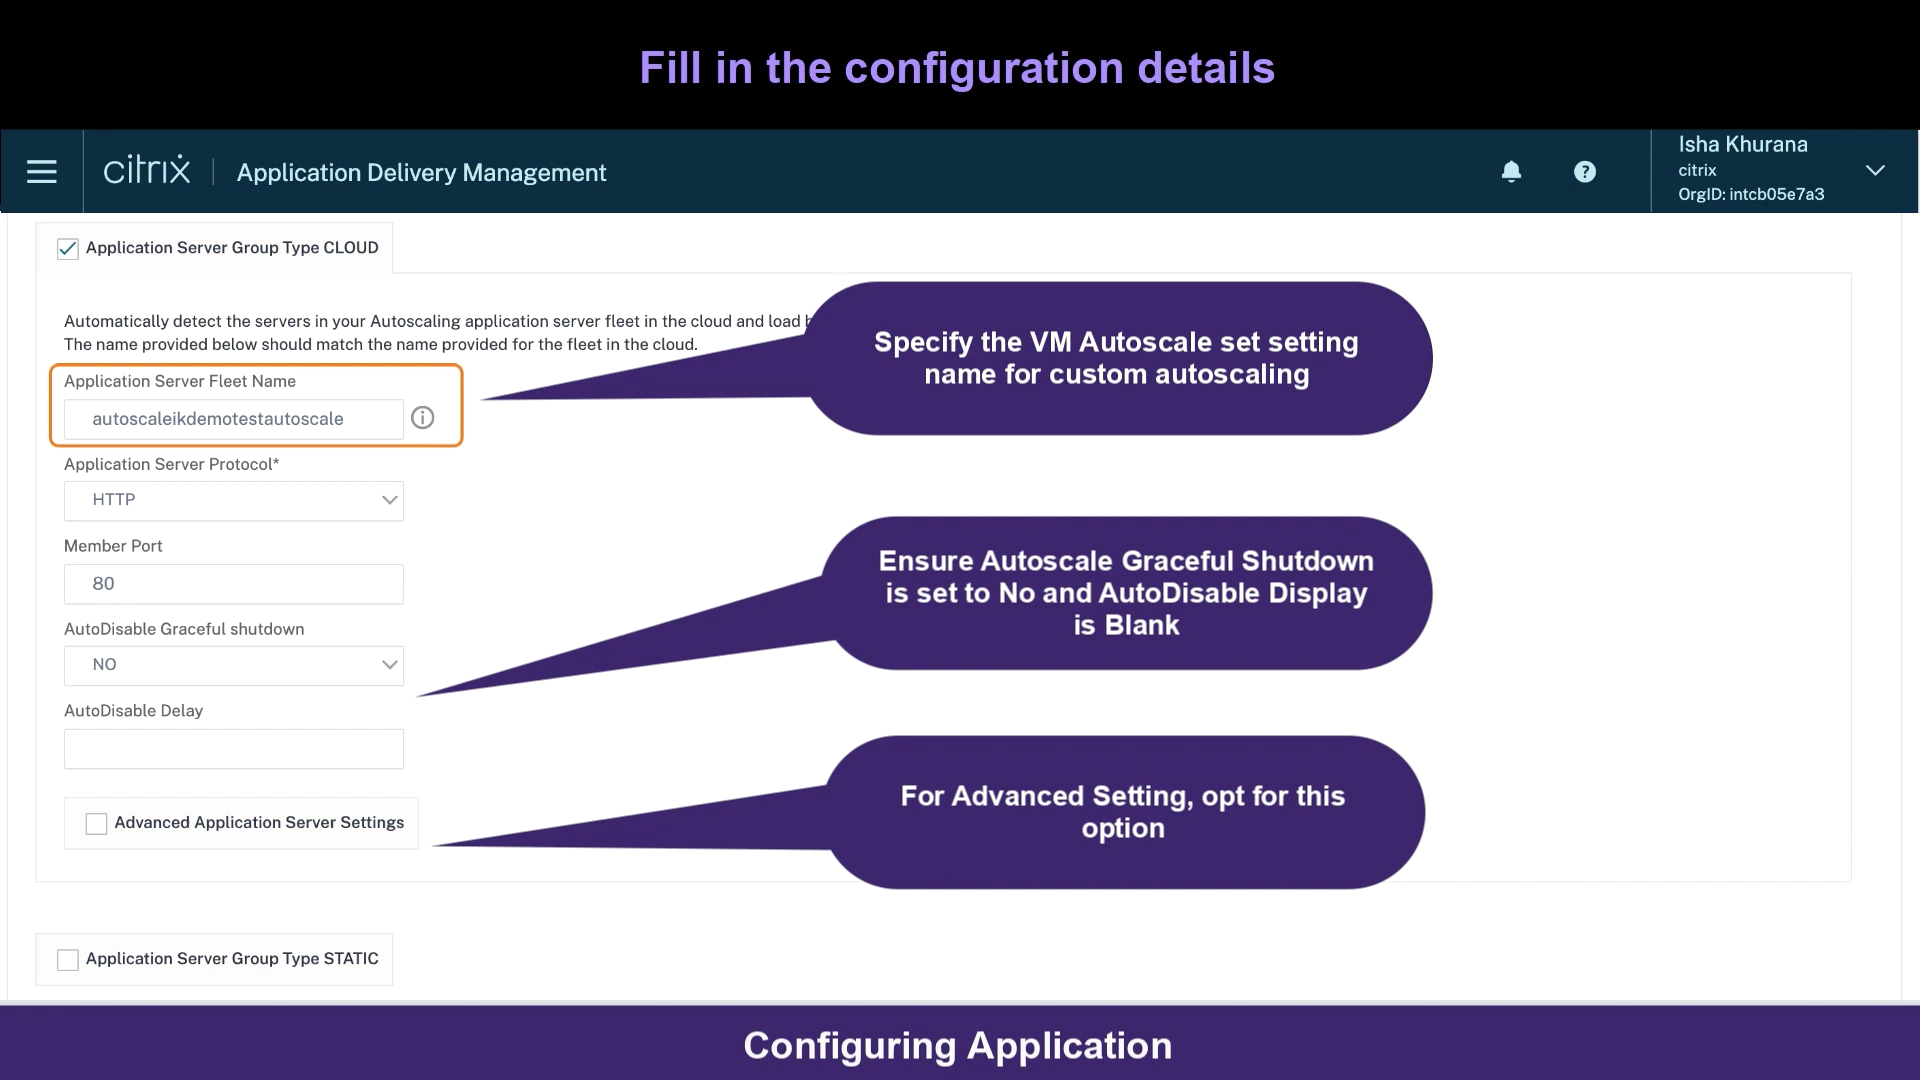 Fill in the configuration details
citrix
Application Delivery Management
?
Isha Khurana
citrix
OrgID: intcb05e7a3
Application Server Group Type CLOUD
Automatically detect the servers in your Autoscaling application server fleet in the cloud and load
The name provided below should match the name provided for the fleet in the cloud.
Application Server Fleet Name
autoscaleikdemotestautoscale
Application Server Protocol*
HTTP
Member Port
80
AutoDisable Graceful shutdown
NO
AutoDisable Delay
Advanced Application Server Settings
Application Server Group Type STATIC
Specify the VM Autoscale set setting
name for custom autoscaling
Ensure Autoscale Graceful Shutdown
is set to No and AutoDisable Display
is Blank
For Advanced Setting, opt for this
option
Configuring Application